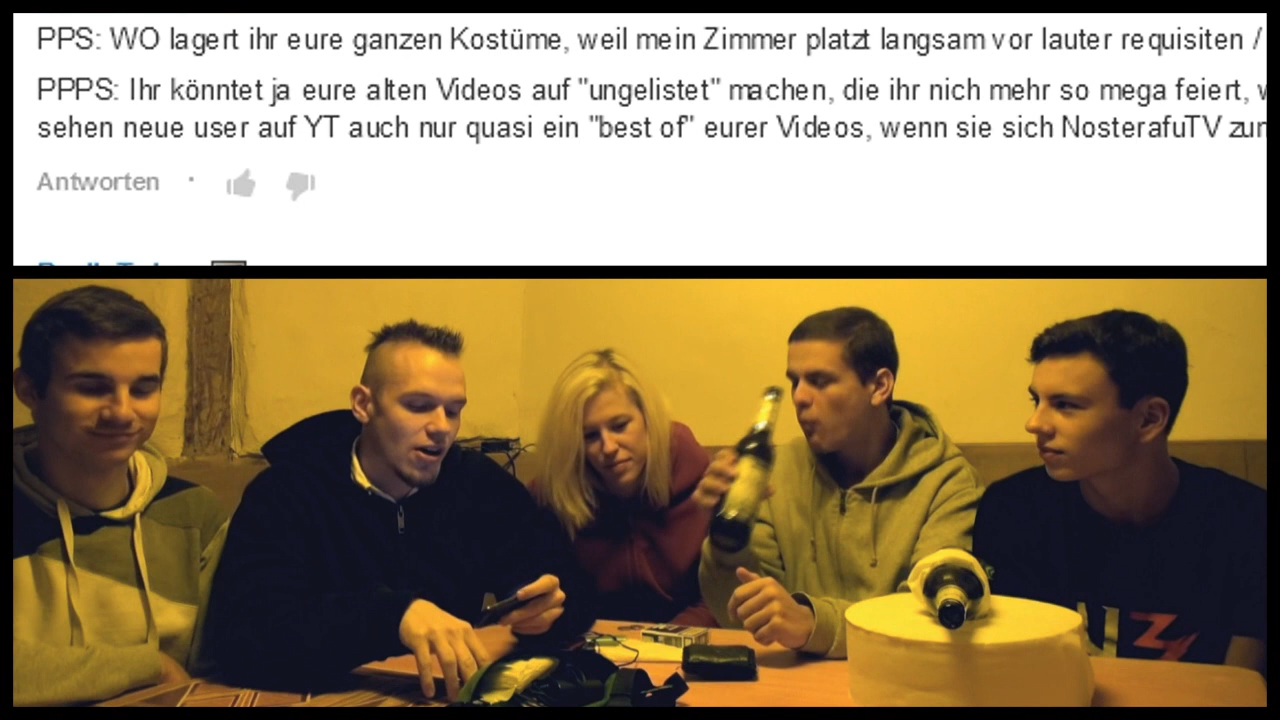 PPS: WO lagert ihr eure ganzen Kostüme, weil mein Zimmer platzt langsam vor lauter requisiten /
PPPS: Ihr könntet ja eure alten Videos auf "ungelistet" machen, die ihr nich mehr so mega feiert,
sehen neue user auf YT auch nur quasi ein "best of" eurer Videos, wenn sie sich NosterafuTV
Antworten